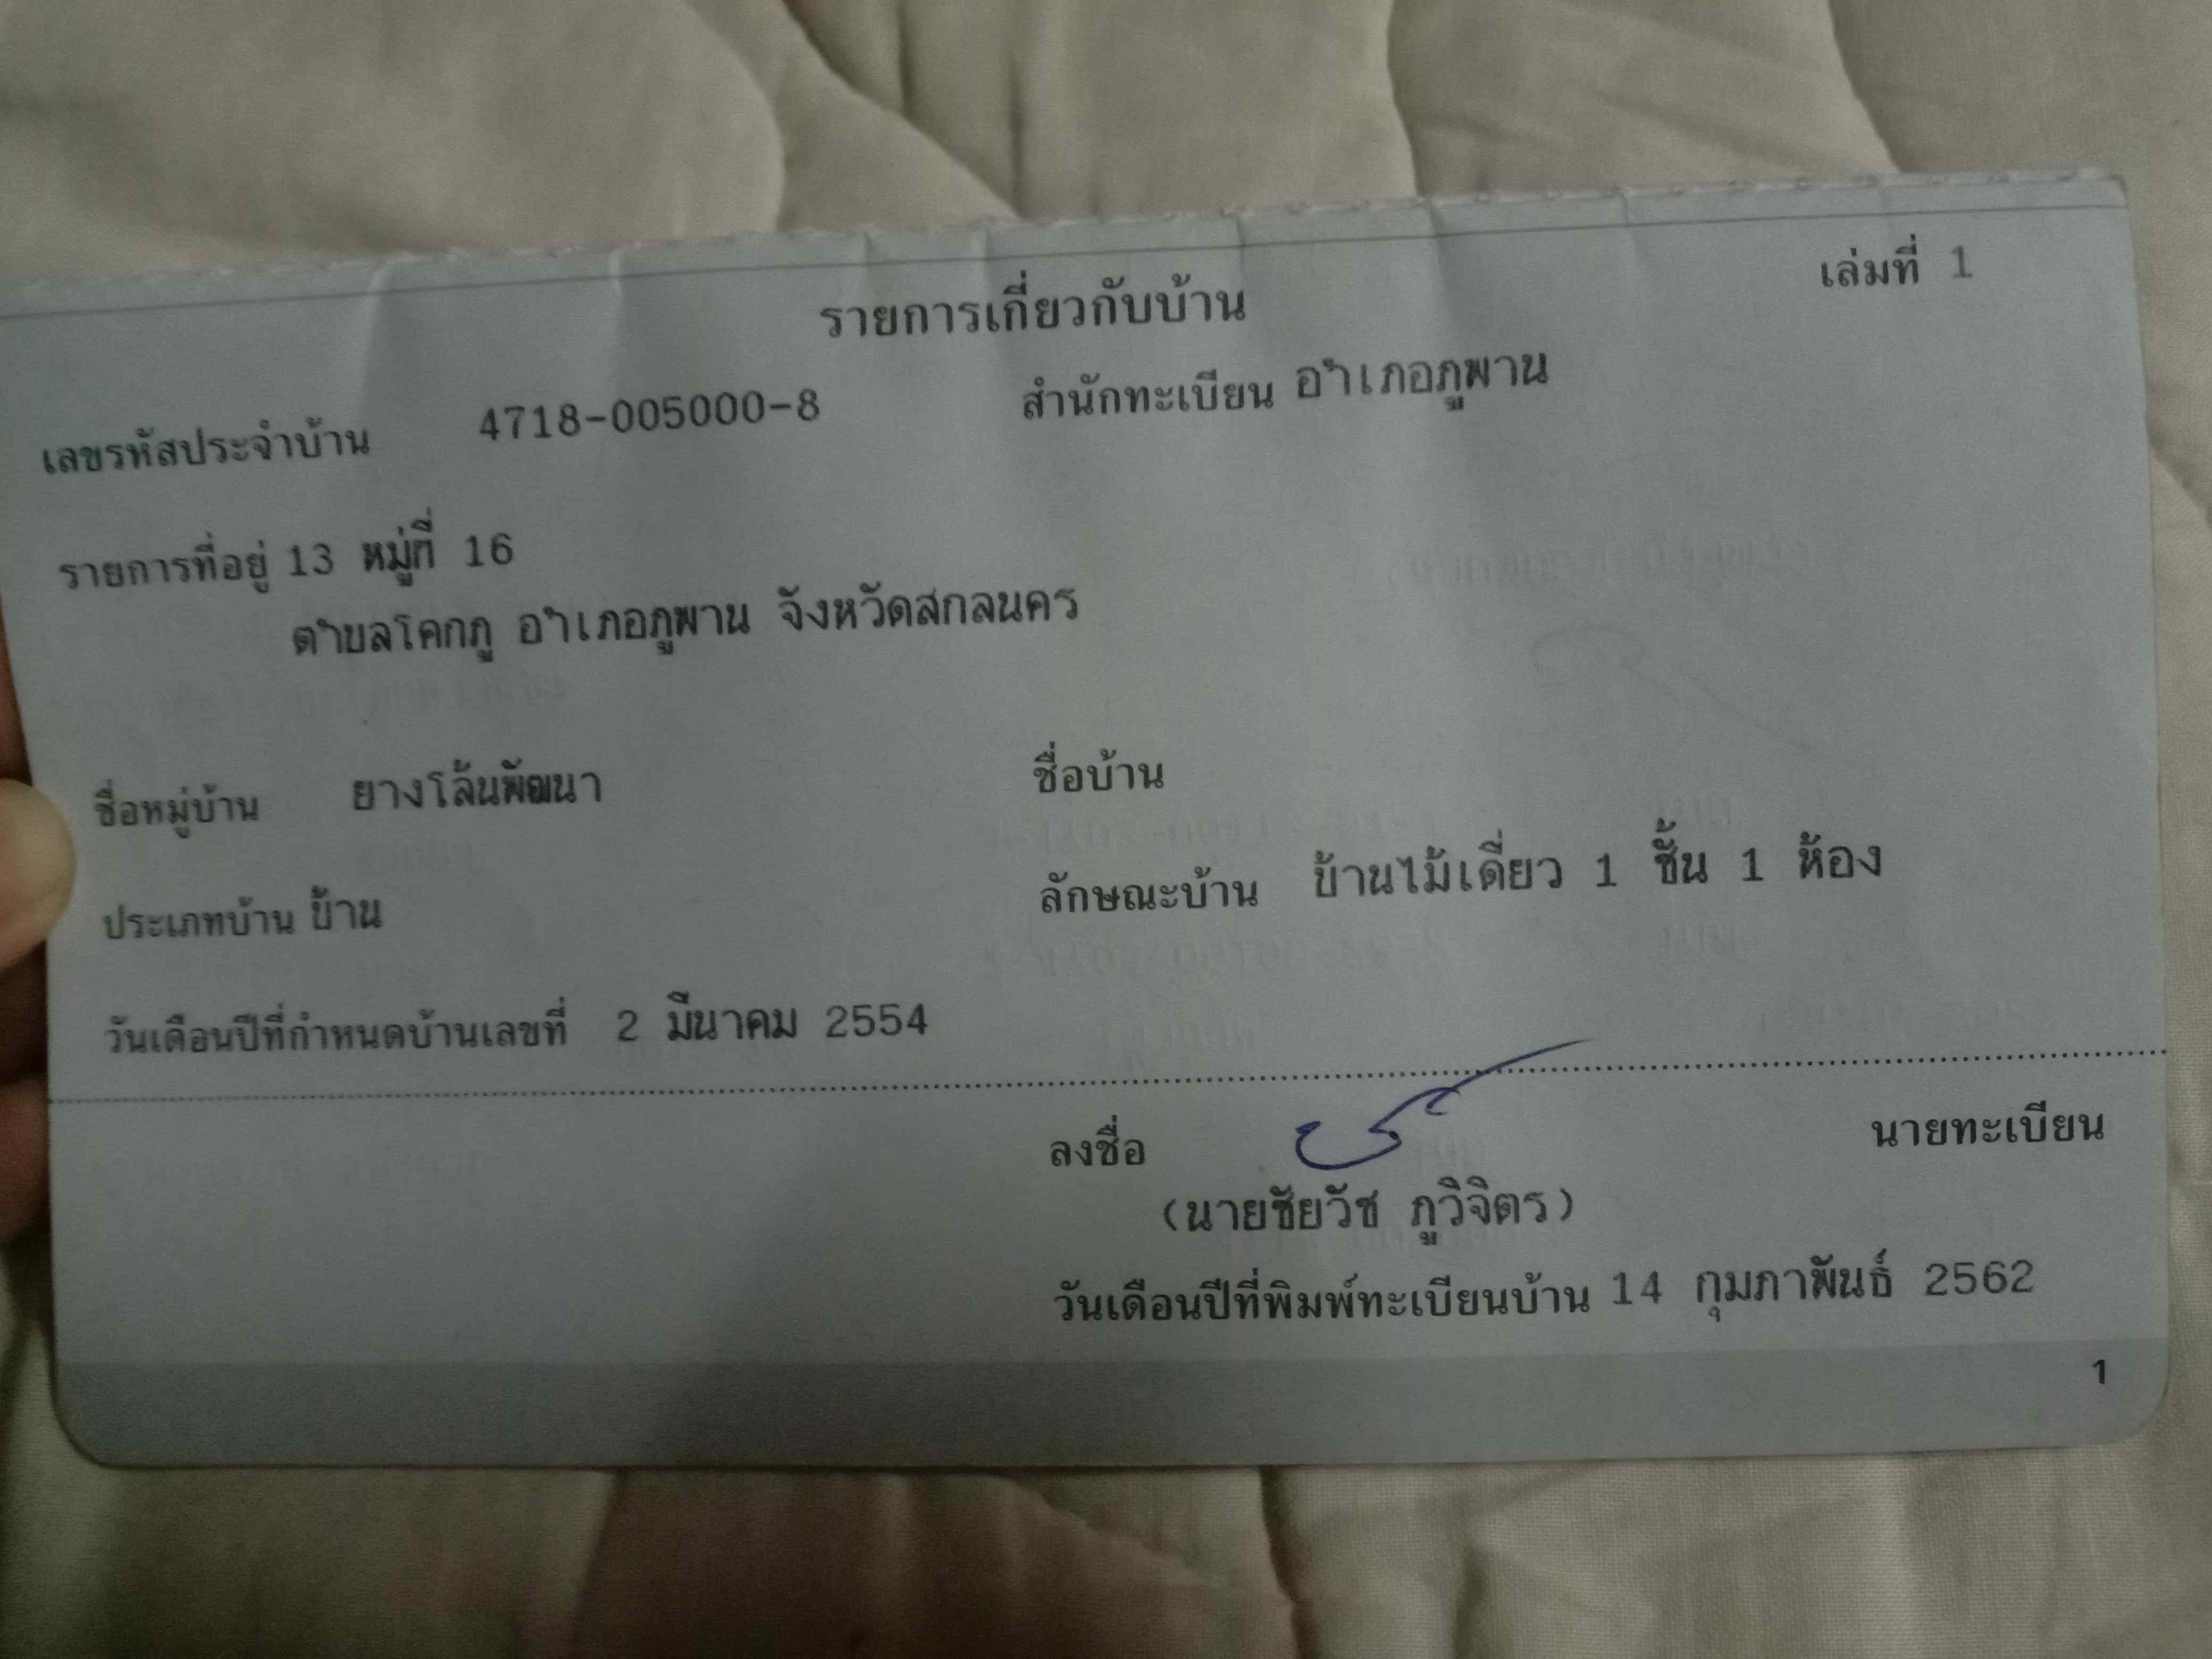 เล่มที่ 1
รายการเกี่ยวกับบ้าน
เลขรหัสประจำบ้าน 4718-005000-8 สำนักทะเบียน อำเภอภูพาน
รายการที่อยู่ 13 หมู่ที่ 16
ตำบลโคกภู อำเภอภูพาน จังหวัดสกลนคร
ชื่อหมู่บ้าน ยางโล้นพัฒนา ชื่อบ้าน
ประเภทบ้าน บ้าน ลักษณะบ้าน บ้านไม้เดี่ยว 1 ชั้น 1 ห้อง
วันเดือนปีที่กำหนดบ้านเลขที่ 2 มีนาคม 2554
ลงชื่อ นายทะเบียน
(นายชัยวัช ภูวิจิตร)
วันเดือนปีที่พิมพ์ทะเบียนบ้าน 14 กุมภาพันธ์ 2562
1